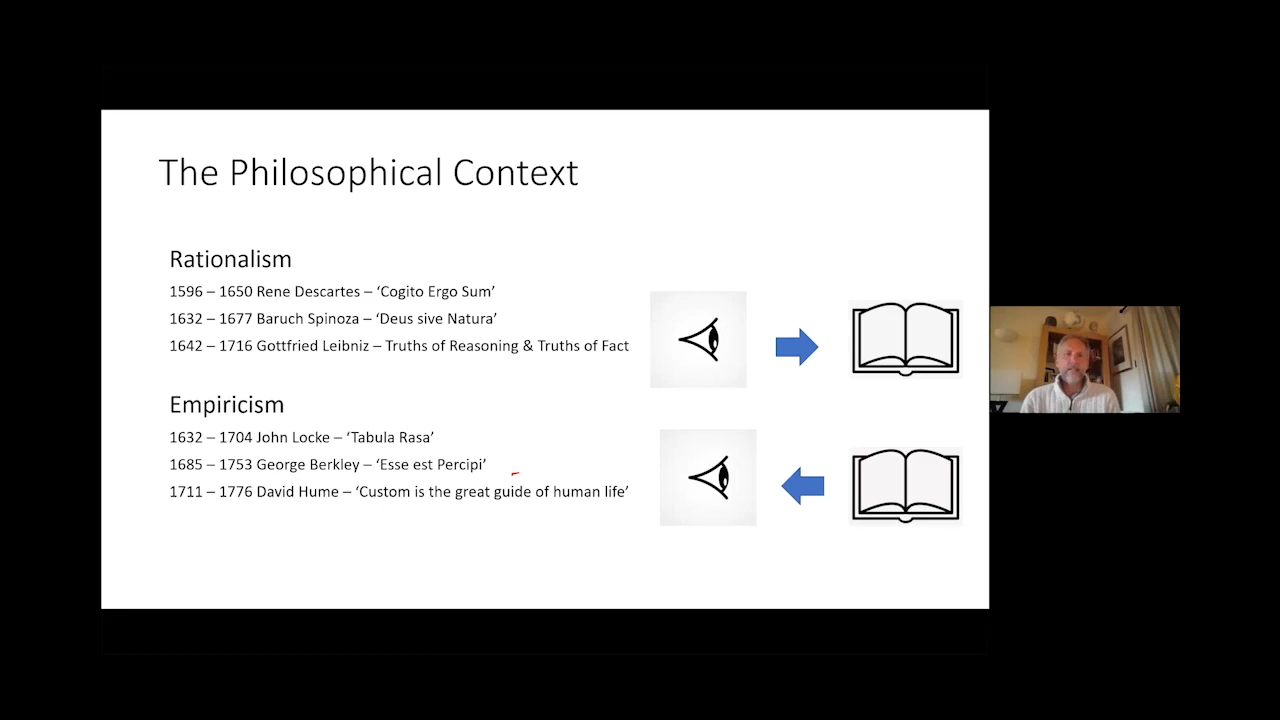 The Philosophical Context
Rationalism
1596 – 1650 Rene Descartes – ‘Cogito Ergo Sum’
1632 – 1677 Baruch Spinoza – ‘Deus sive Natura’
1642 – 1716 Gottfried Leibniz – Truths of Reasoning & Truths of Fact
Empiricism
1632 – 1704 John Locke – ‘Tabula Rasa’
1685 – 1753 George Berkley – ‘Esse est Percipi’
1711 – 1776 David Hume – ‘Custom is the great guide of human life’